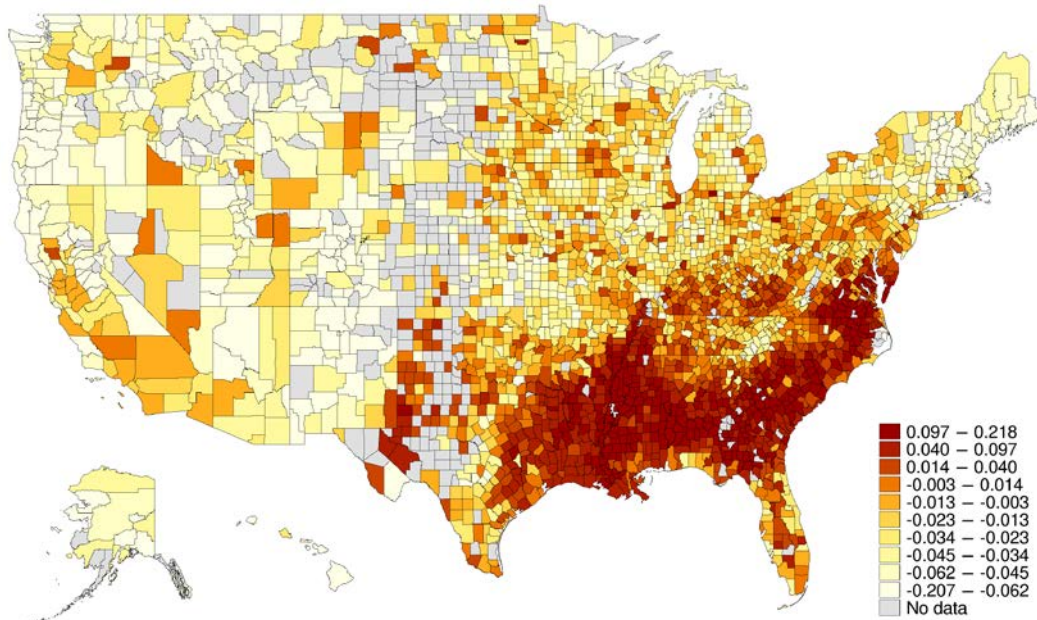 0.097 – 0.218
0.040 – 0.097
0.014 – 0.040
-0.003 – 0.014
-0.013 – -0.003
-0.023 – -0.013
-0.034 – -0.023
-0.045 – -0.034
-0.062 – -0.045
-0.207 – -0.062
No data